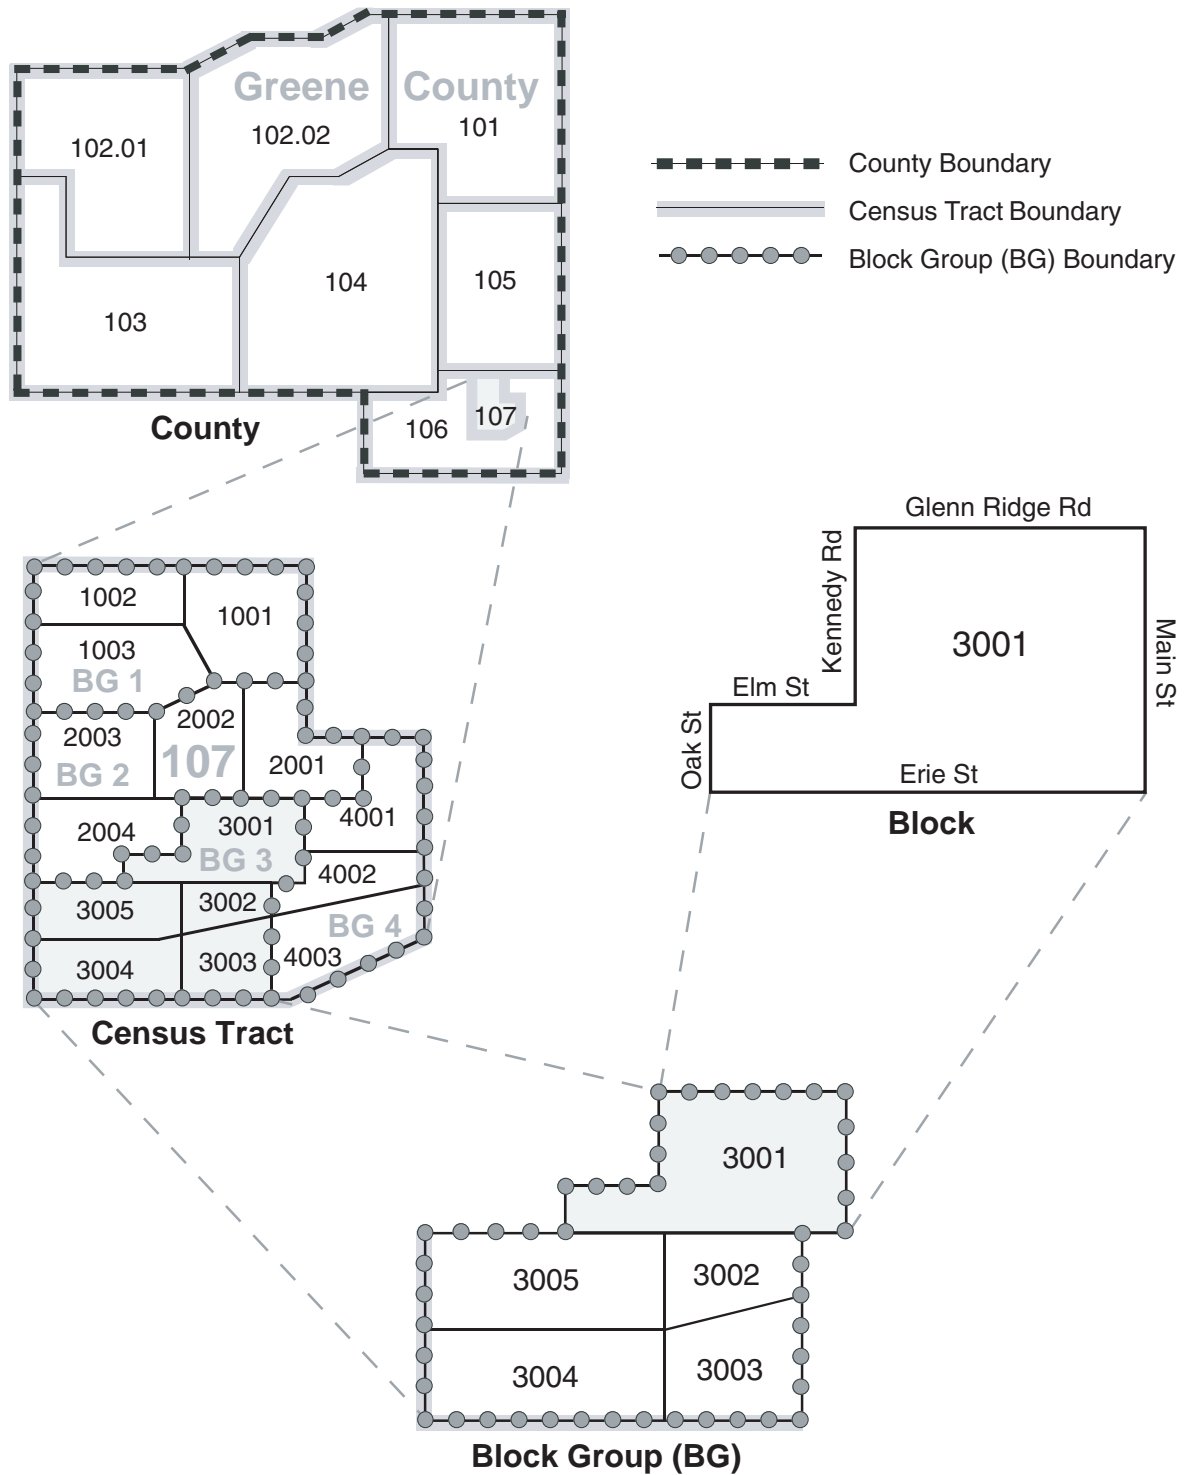 Greene County
102.01
102.02
101
103
104
105
106
107
County
County Boundary
Census Tract Boundary
Block Group (BG) Boundary
1002
1001
1003
BG 1
2002
2003
BG 2
107
2001
2004
3001
4001
BG 3
4002
3005
3002
BG 4
3004
3003
4003
Census Tract
Glenn Ridge Rd
Kennedy Rd
3001
Main St
Elm St
Oak St
Erie St
Block
3001
3005
3002
3004
3003
Block Group (BG)